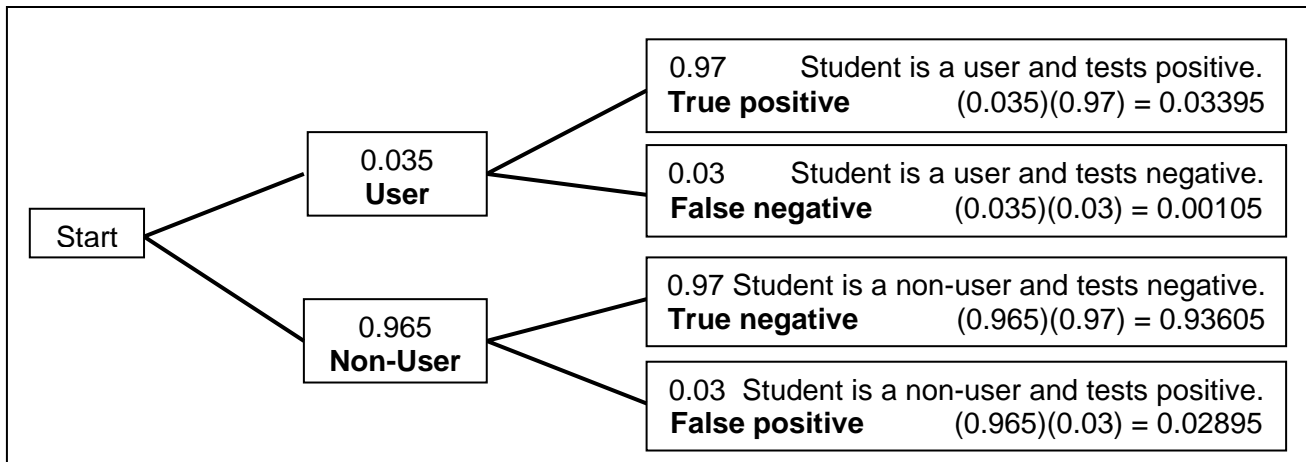 Start
0.035
User
0.965
Non-User
0.97 Student is a user and tests positive.
True positive (0.035)(0.97) = 0.03395
0.03 Student is a user and tests negative.
False negative (0.035)(0.03) = 0.00105
0.97 Student is a non-user and tests negative.
True negative (0.965)(0.97) = 0.93605
0.03 Student is a non-user and tests positive.
False positive (0.965)(0.03) = 0.02895